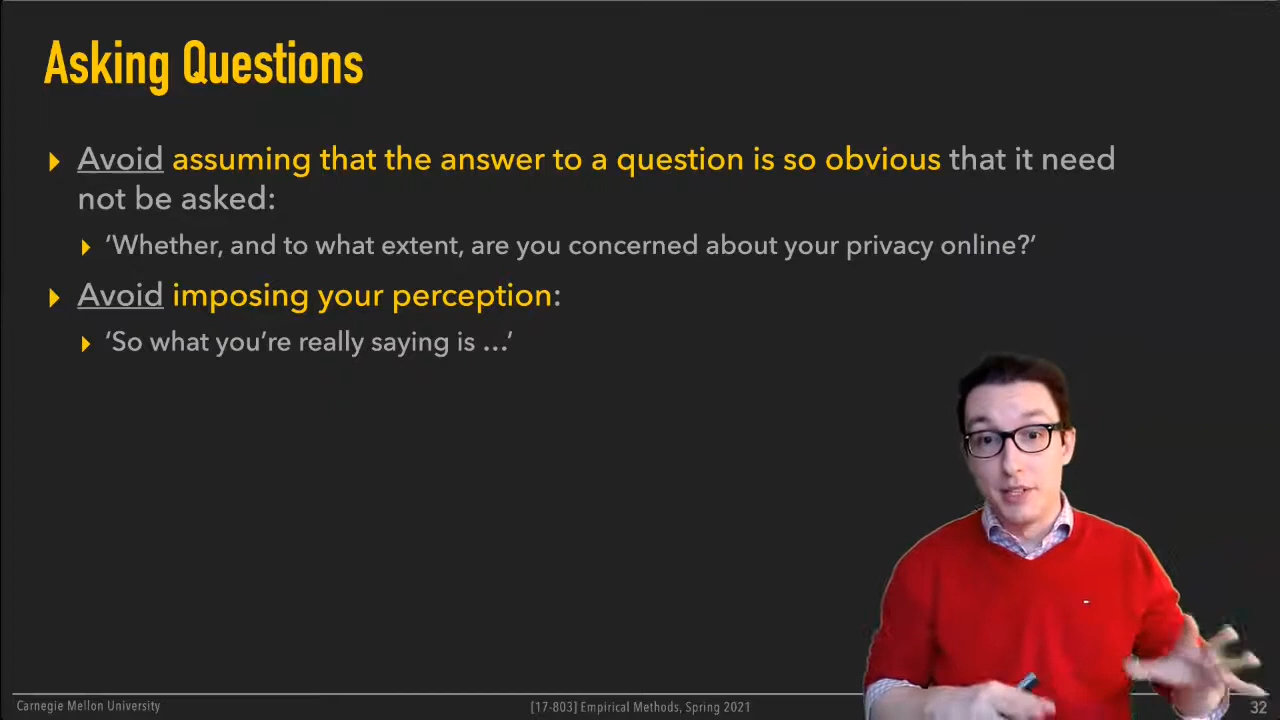 Asking Questions
Avoid assuming that the answer to a question is so obvious that it need
not be asked:
‘Whether, and to what extent, are you concerned about your privacy online?’
Avoid imposing your perception:
‘So what you’re really saying is …’
Carnegie Mellon University
[17-803] Empirical Methods, Spring 2021
32